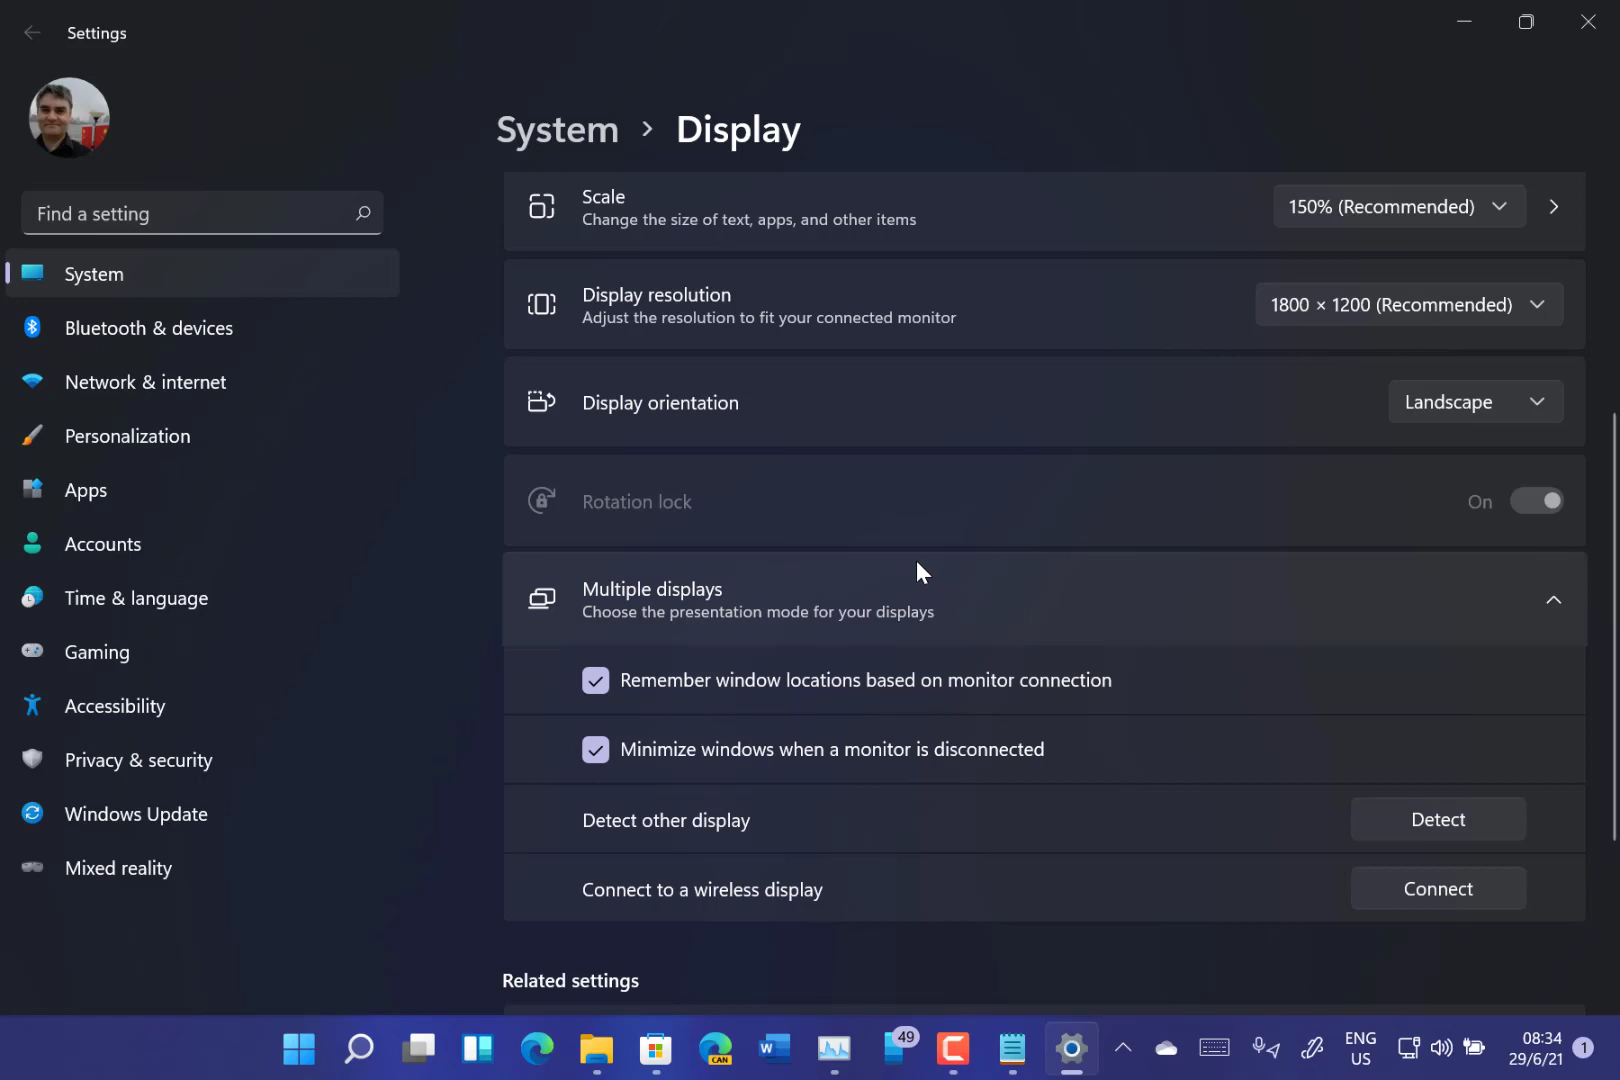 Settings
Find a setting
System
Bluetooth & devices
Network & internet
Personalization
Apps
Accounts
Time & language
Gaming
Accessibility
Privacy & security
Windows Update
Mixed reality
System > Display
Scale
Change the size of text, apps, and other items
150% (Recommended)
Display resolution
Adjust the resolution to fit your connected monitor
1800 × 1200 (Recommended)
Display orientation
Landscape
Rotation lock
On
Multiple displays
Choose the presentation mode for your displays
Remember window locations based on monitor connection
Minimize windows when a monitor is disconnected
Detect other display
Detect
Connect to a wireless display
Connect
Related settings
CAN
W
49
ENG
US
08:34
29/6/21
1